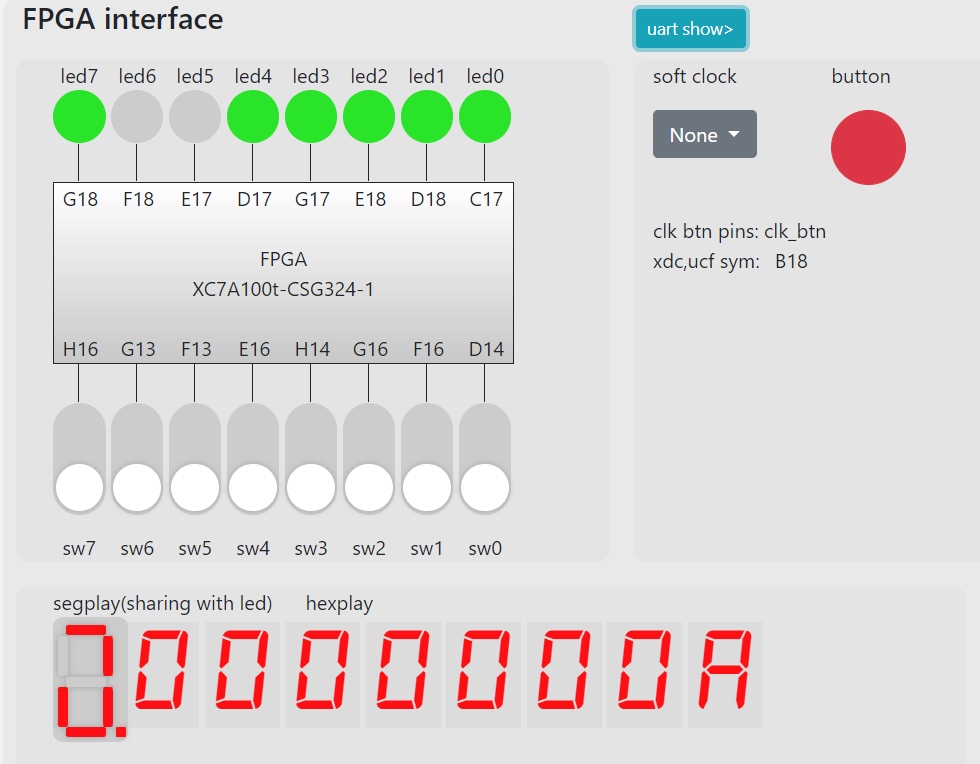 FPGA interface
uart show>
led7 led6 led5 led4 led3 led2 led1 led0
G18 F18 E17 D17 G17 E18 D18 C17
FPGA
XC7A100t-CSG324-1
H16 G13 F13 E16 H14 G16 F16 D14
sw7 sw6 sw5 sw4 sw3 sw2 sw1 sw0
soft clock button
None
clk btn pins: clk_btn
xdc,ucf sym: B18
segplay(sharing with led) hexplay
0000000A